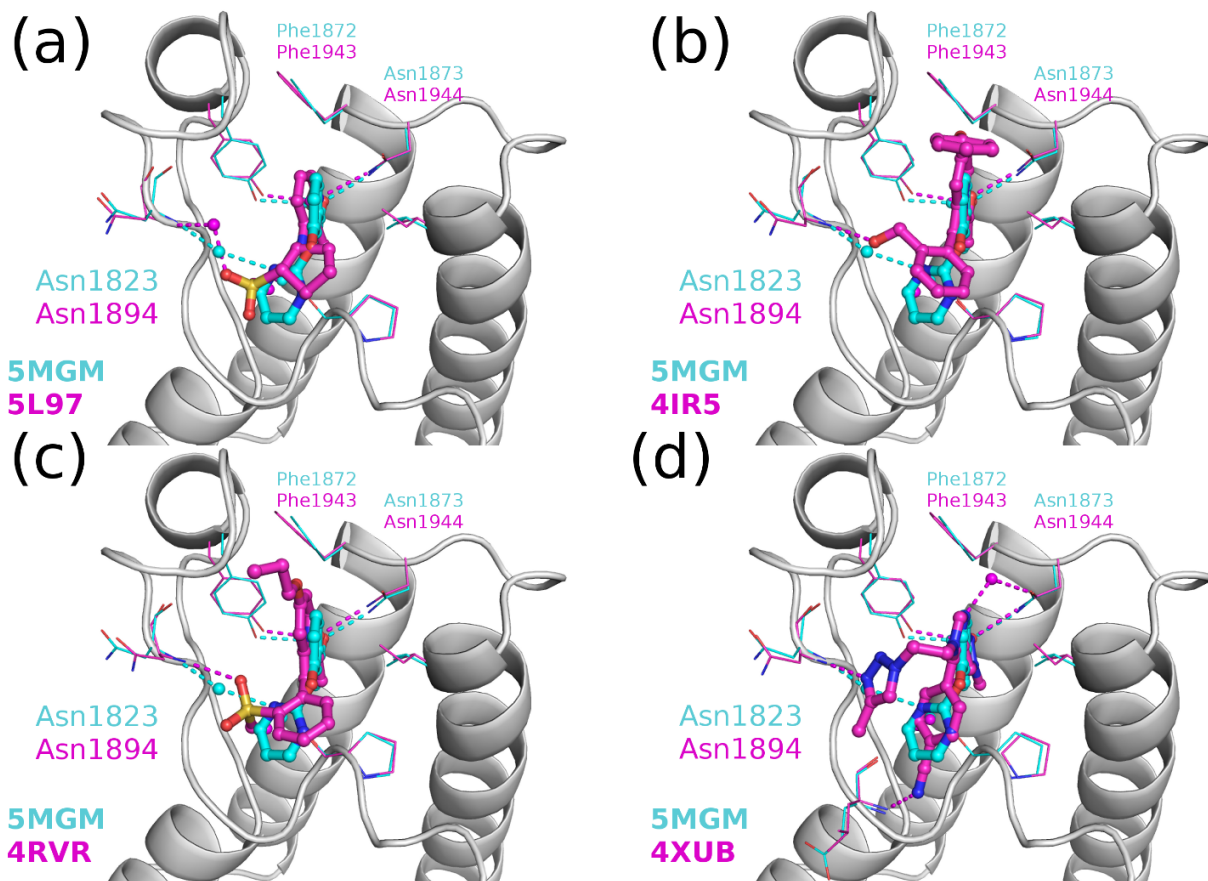 (a)
Phe1872
Phe1943
Asn1873
Asn1944
Asn1823
Asn1894
5MGM
5L97
(b)
Phe1872
Phe1943
Asn1873
Asn1944
Asn1823
Asn1894
5MGM
4IR5
(c)
Phe1872
Phe1943
Asn1873
Asn1944
Asn1823
Asn1894
5MGM
4RVR
(d)
Phe1872
Phe1943
Asn1873
Asn1944
Asn1823
Asn1894
5MGM
4XUB